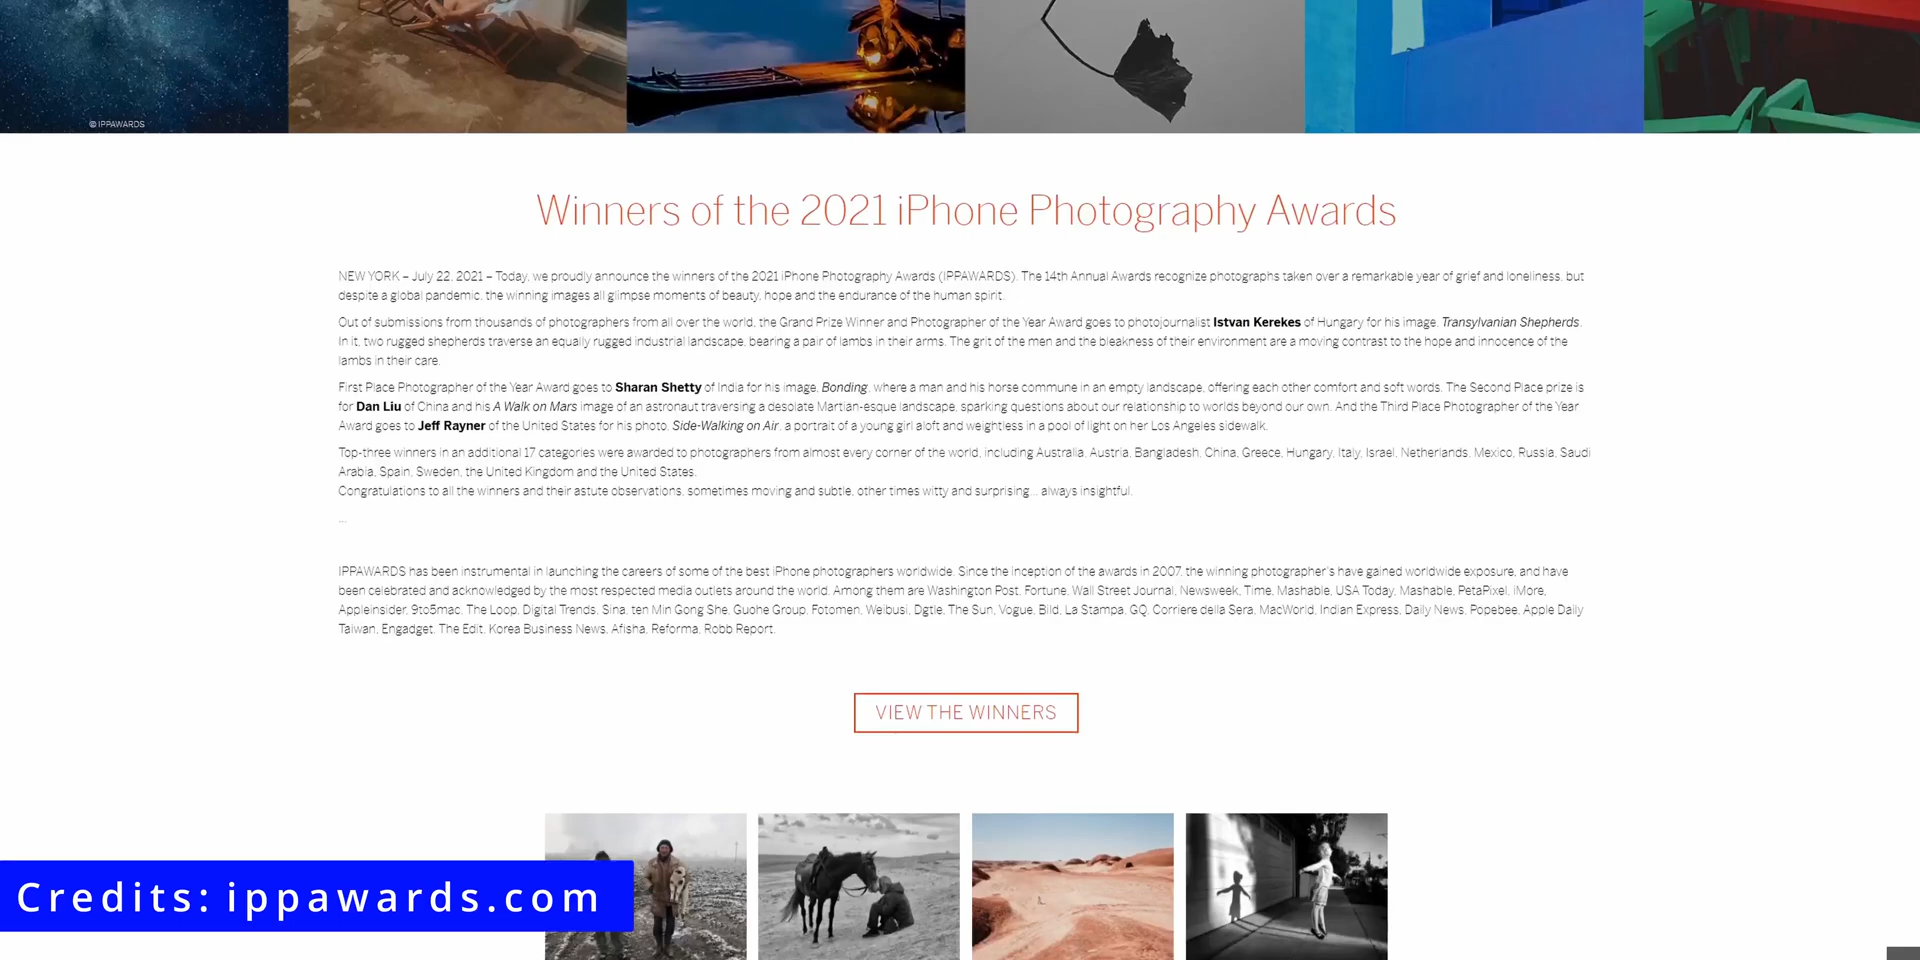 © IPPAWARDS
Winners of the 2021 iPhone Photography Awards
NEW YORK – July 22, 2021 – Today, we proudly announce the winners of the 2021 iPhone Photography Awards (IPPAWARDS). The 14th Annual Awards recognize photographs taken over a remarkable year of grief and loneliness, but
despite a global pandemic, the winning images all glimpse moments of beauty, hope and the endurance of the human spirit.
Out of submissions from thousands of photographers from all over the world, the Grand Prize Winner and Photographer of the Year Award goes to photojournalist Istvan Kerekes of Hungary for his image, Transylvanian Shepherds.
In it, two rugged shepherds traverse an equally rugged industrial landscape, bearing a pair of lambs in their arms. The grit of the men and the bleakness of their environment are a moving contrast to the hope and innocence of the
lambs in their care.
First Place Photographer of the Year Award goes to Sharan Shetty of India for his image, Bonding, where a man and his horse commune in an empty landscape, offering each other comfort and soft words. The Second Place prize is
for Dan Liu of China and his A Walk on Mars image of an astronaut traversing a desolate Martian-esque landscape, sparking questions about our relationship to worlds beyond our own. And the Third Place Photographer of the Year
Award goes to Jeff Rayner of the United States for his photo, Side-Walking on Air, a portrait of a young girl aloft and weightless in a pool of light on her Los Angeles sidewalk.
Top-three winners in an additional 17 categories were awarded to photographers from almost every corner of the world, including Australia, Austria, Bangladesh, China, Greece, Hungary, Italy, Israel, Netherlands, Mexico, Russia, Saudi
Arabia, Spain, Sweden, the United Kingdom and the United States.
Congratulations to all the winners and their astute observations, sometimes moving and subtle, other times witty and surprising... always insightful.
...
IPPAWARDS has been instrumental in launching the careers of some of the best iPhone photographers worldwide. Since the inception of the awards in 2007, the winning photographer's have gained worldwide exposure, and have
been celebrated and acknowledged by the most respected media outlets around the world. Among them are Washington Post, Fortune, Wall Street Journal, Newsweek, Time, Mashable, USA Today, Mashable, PetaPixel, iMore,
Appleinsider, 9to5mac, The Loop, Digital Trends, Sina, ten Min Gong She, Guohe Group, Fotomen, Weibusi, Dgtle, The Sun, Vogue, Bild, La Stampa, GQ, Corriere della Sera, MacWorld, Indian Express, Daily News, Popebee, Apple Daily
Taiwan, Engadget, The Edit, Korea Business News, Afisha, Reforma, Robb Report.
VIEW THE WINNERS
Credits: ippawards.com